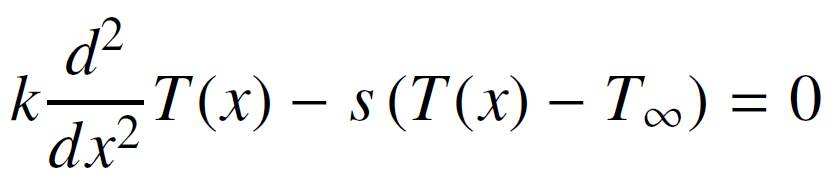 k d²/dx² T(x) − s (T(x) − T∞) = 0